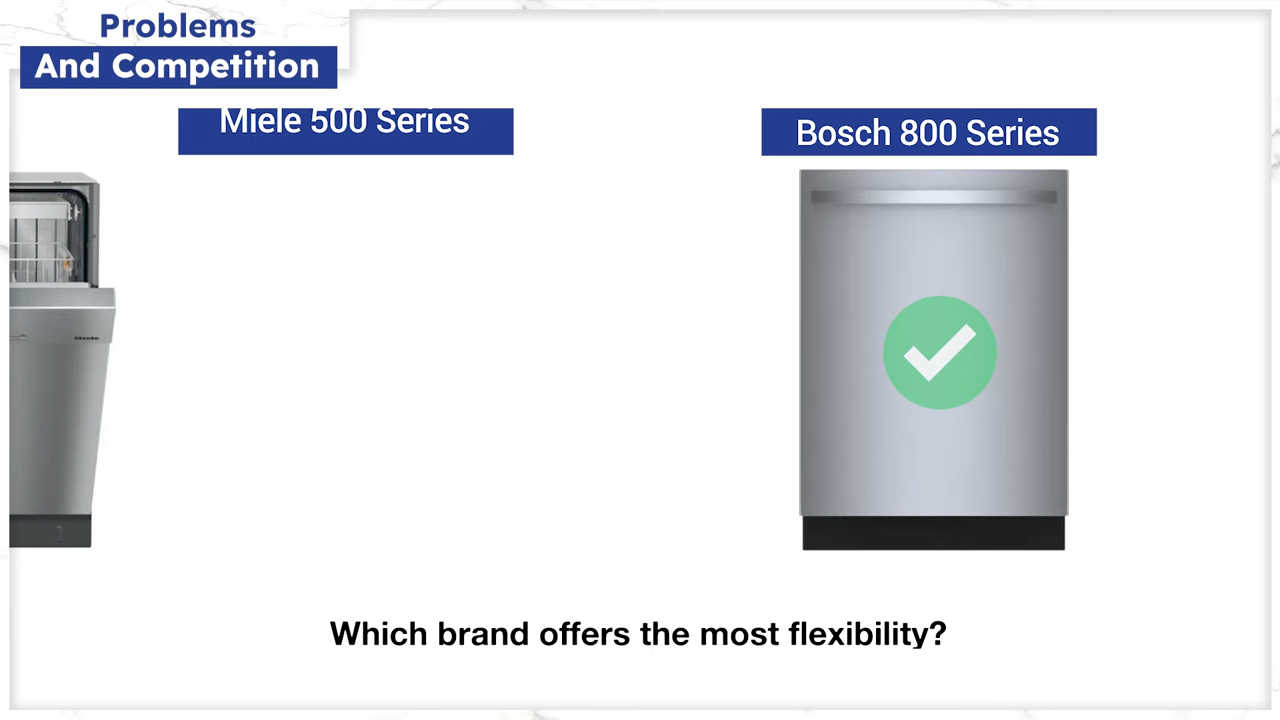 Problems
And Competition
Miele 500 Series
Bosch 800 Series
Which brand offers the most flexibility?